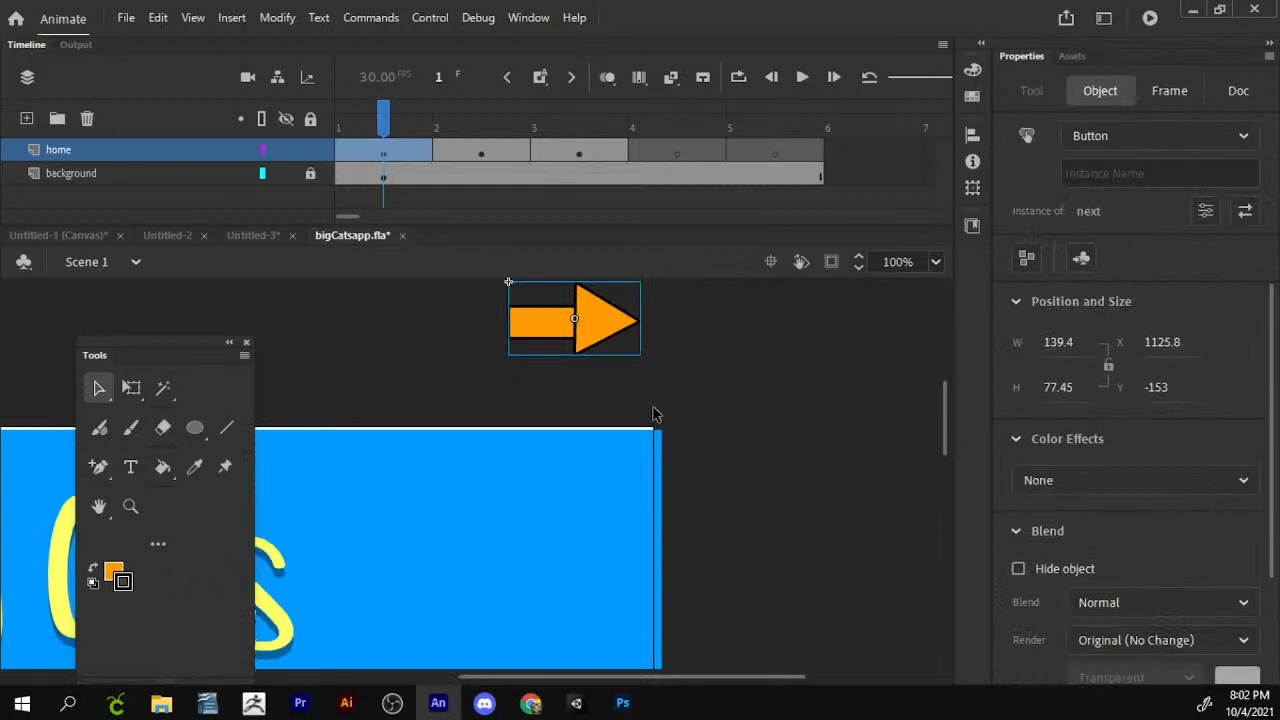 Animate File Edit View Insert Modify Text Commands Control Debug Window Help
Timeline Output
Properties Assets
30.00 FPS 1 F
Tool Object Frame Doc
1 2 3 4 5 6 7
Button
home
background
Instance Name
Instance of: next
Untitled-1 (Canvas)* × Untitled-2 × Untitled-3* × bigCatsapp.fla* ×
Scene 1 100%
Position and Size
W 139.4 X 1125.8
H 77.45 Y -153
Tools
Color Effects
None
Blend
Hide object
Blend Normal
Render Original (No Change)
Transparent
8:02 PM
10/4/2021